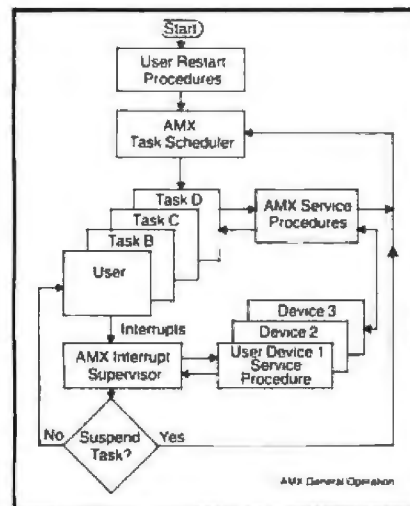 Start
User Restart
Procedures
AMX
Task Scheduler
Task D
Task C
Task B
User
AMX Service
Procedures
Interrupts
Device 3
Device 2
User Device 1
Service
Procedure
AMX Interrupt
Supervisor
No
Suspend
Task?
Yes
AMX General Operation